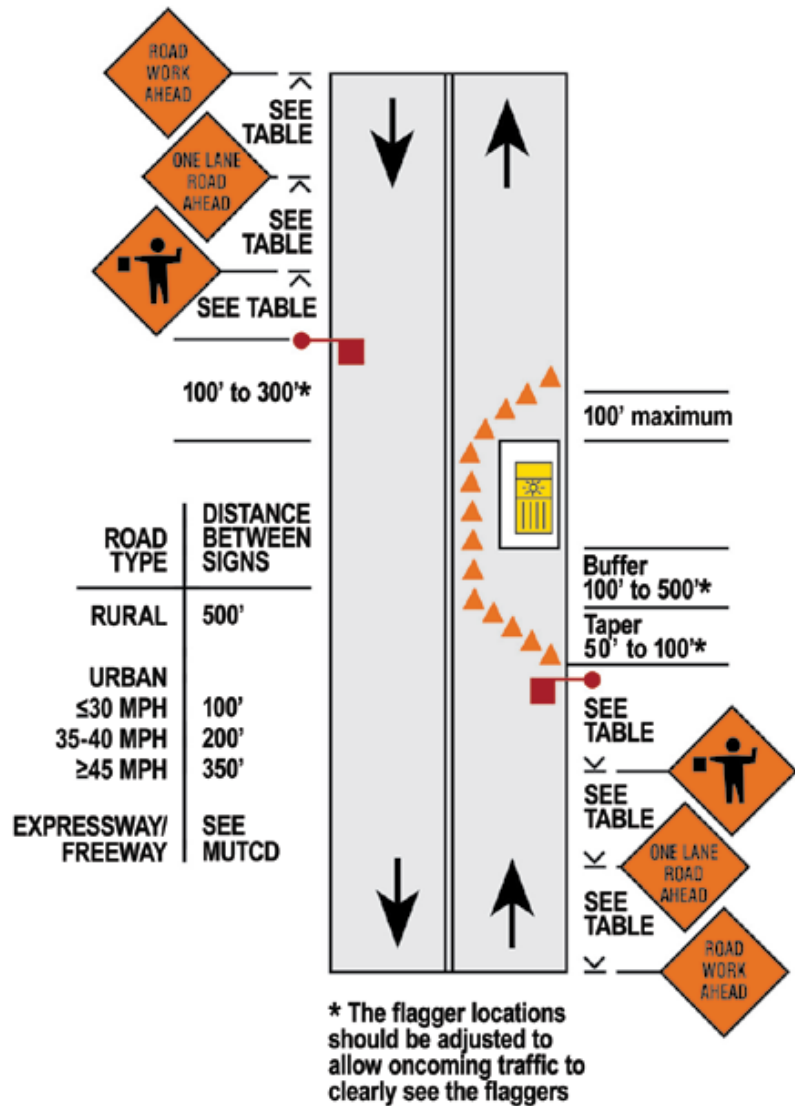 ROAD
WORK
AHEAD
SEE
TABLE
ONE LANE
ROAD
AHEAD
SEE
TABLE
SEE TABLE
100' to 300'*
100' maximum
Buffer
100' to 500'*
Taper
50' to 100'*
ROAD TYPE DISTANCE BETWEEN SIGNS
RURAL 500'
URBAN
≤30 MPH 100'
35-40 MPH 200'
≥45 MPH 350'
EXPRESSWAY/ FREEWAY SEE MUTCD
SEE
TABLE
SEE
TABLE
ONE LANE
ROAD
AHEAD
SEE
TABLE
ROAD
WORK
AHEAD
* The flagger locations
should be adjusted to
allow oncoming traffic to
clearly see the flaggers